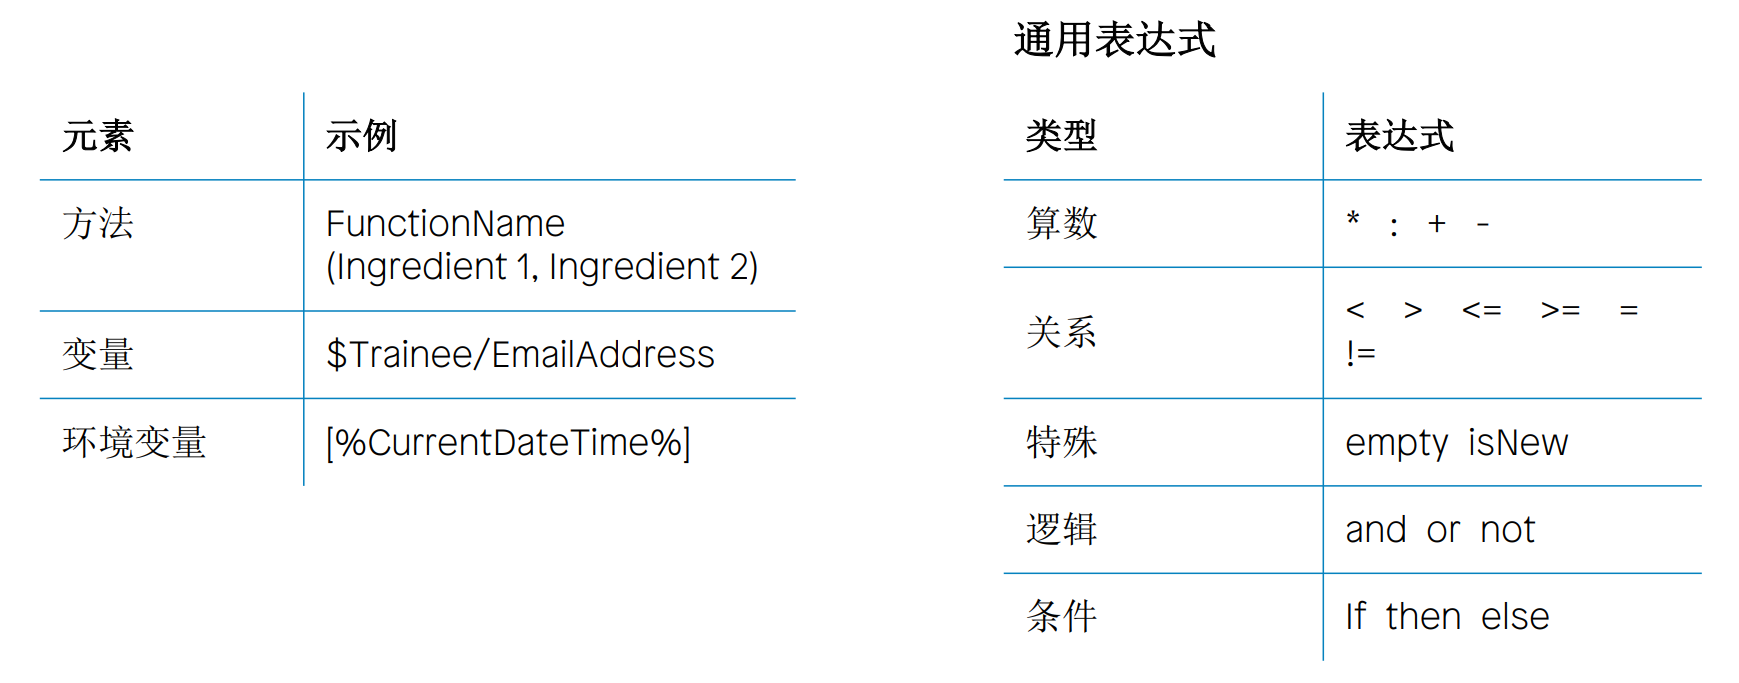 通用表达式
元素 示例
方法 FunctionName
(Ingredient 1, Ingredient 2)
变量 $Trainee/EmailAddress
环境变量 [%CurrentDateTime%]
类型 表达式
算数 * : + -
关系 < > <= >= =
!=
特殊 empty isNew
逻辑 and or not
条件 If then else